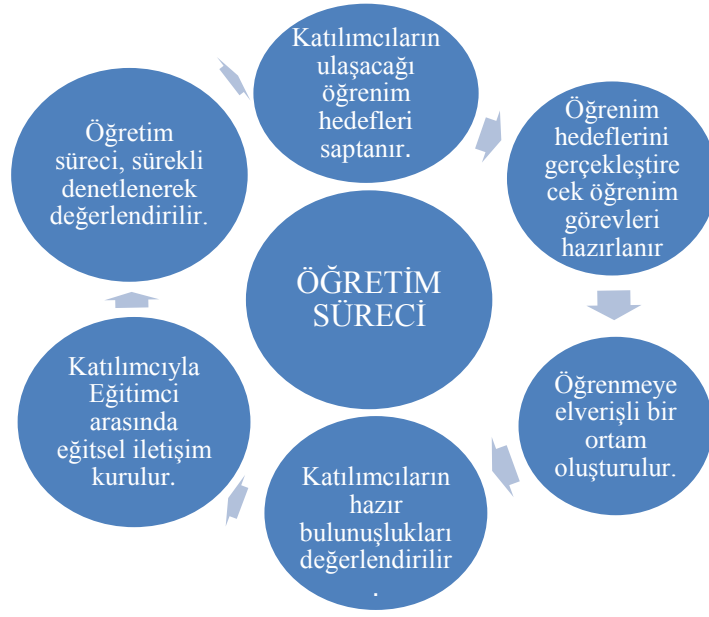 Katılımcıların
ulaşacağı
öğrenim
hedefleri
saptanır.
Öğrenim
hedeflerini
gerçekleştire
cek öğrenim
görevleri
hazırlanır
Öğrenmeye
elverişli bir
ortam
oluşturulur.
Katılımcıların
hazır
bulunuşlukları
değerlendirilir
.
Katılımcıyla
Eğitimci
arasında
eğitsel iletişim
kurulur.
Öğretim
süreci, sürekli
denetlenerek
değerlendirilir.
ÖĞRETİM
SÜRECİ